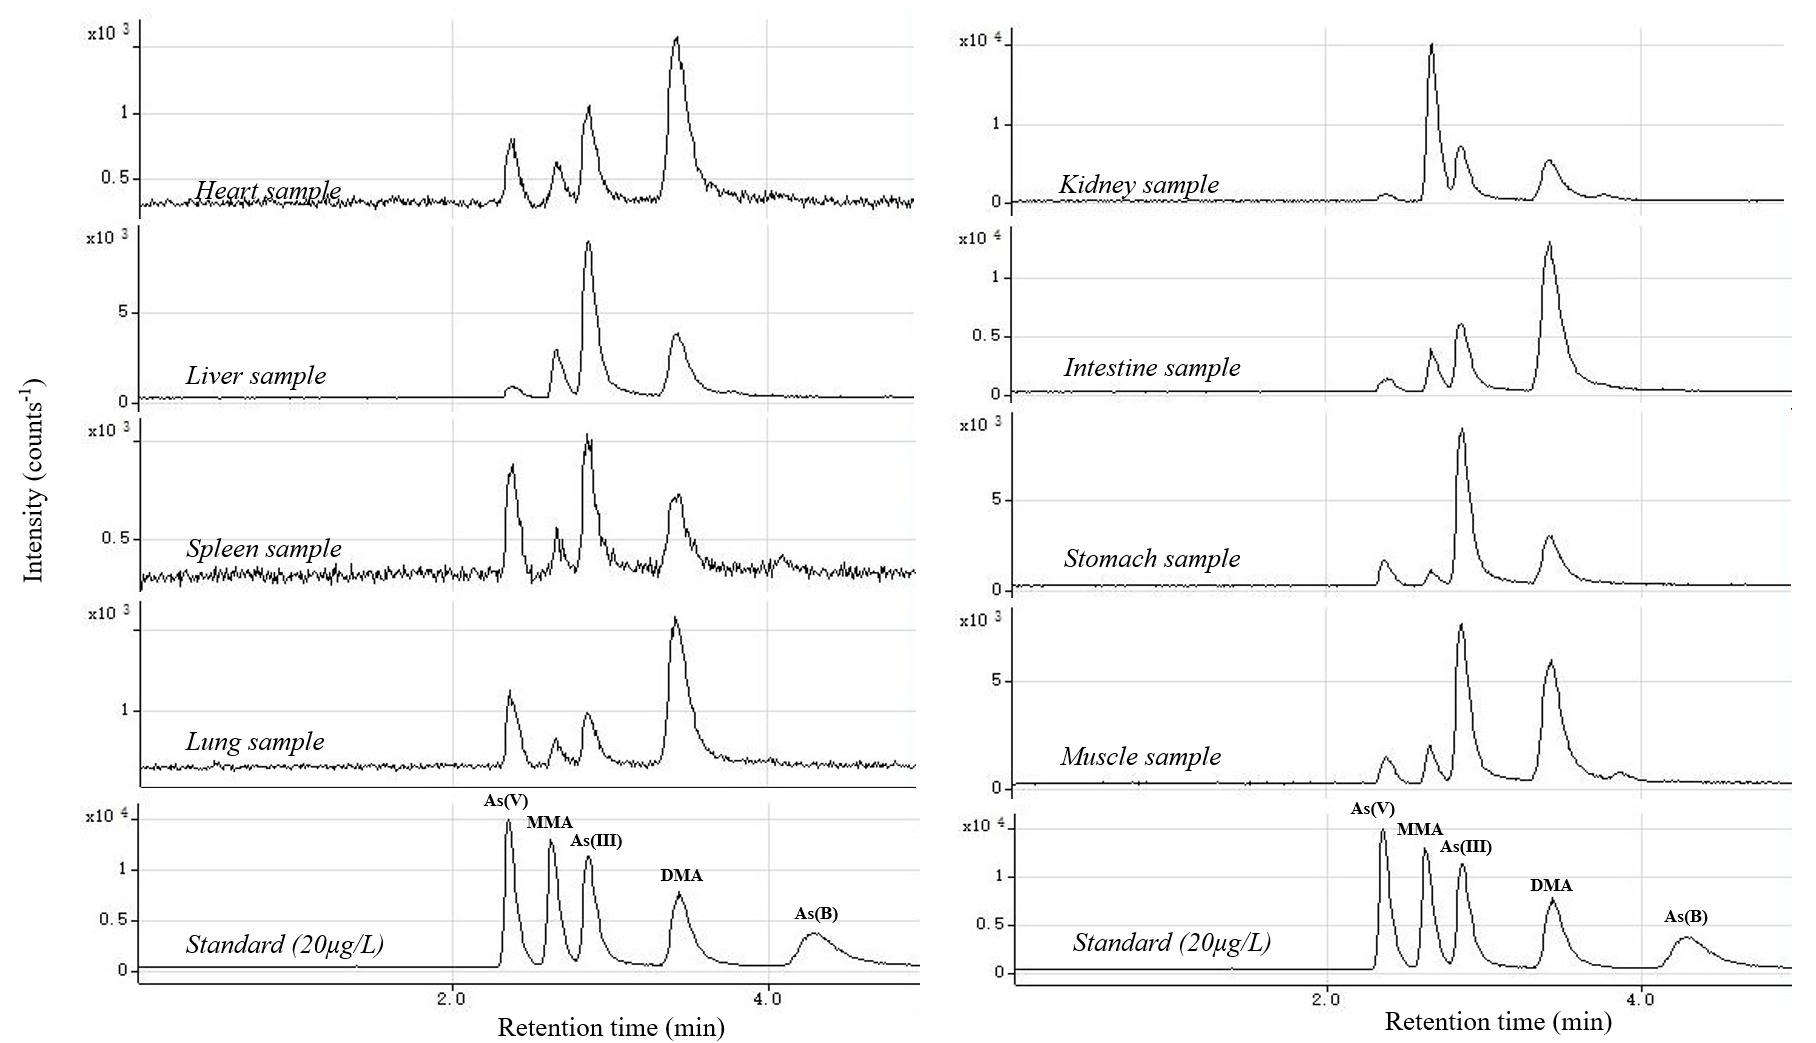 Intensity (counts⁻¹)
x10 3
1
0.5
Heart sample
x10 3
5
0
Liver sample
x10 3
0.5
Spleen sample
x10 3
1
Lung sample
x10 4
1
0.5
0
As(V)
MMA
As(III)
DMA
As(B)
Standard (20μg/L)
2.0
4.0
Retention time (min)
x10 4
1
0
Kidney sample
x10 4
1
0.5
0
Intestine sample
x10 3
5
0
Stomach sample
x10 3
5
0
Muscle sample
x10 4
1
0.5
0
As(V)
MMA
As(III)
DMA
As(B)
Standard (20μg/L)
2.0
4.0
Retention time (min)